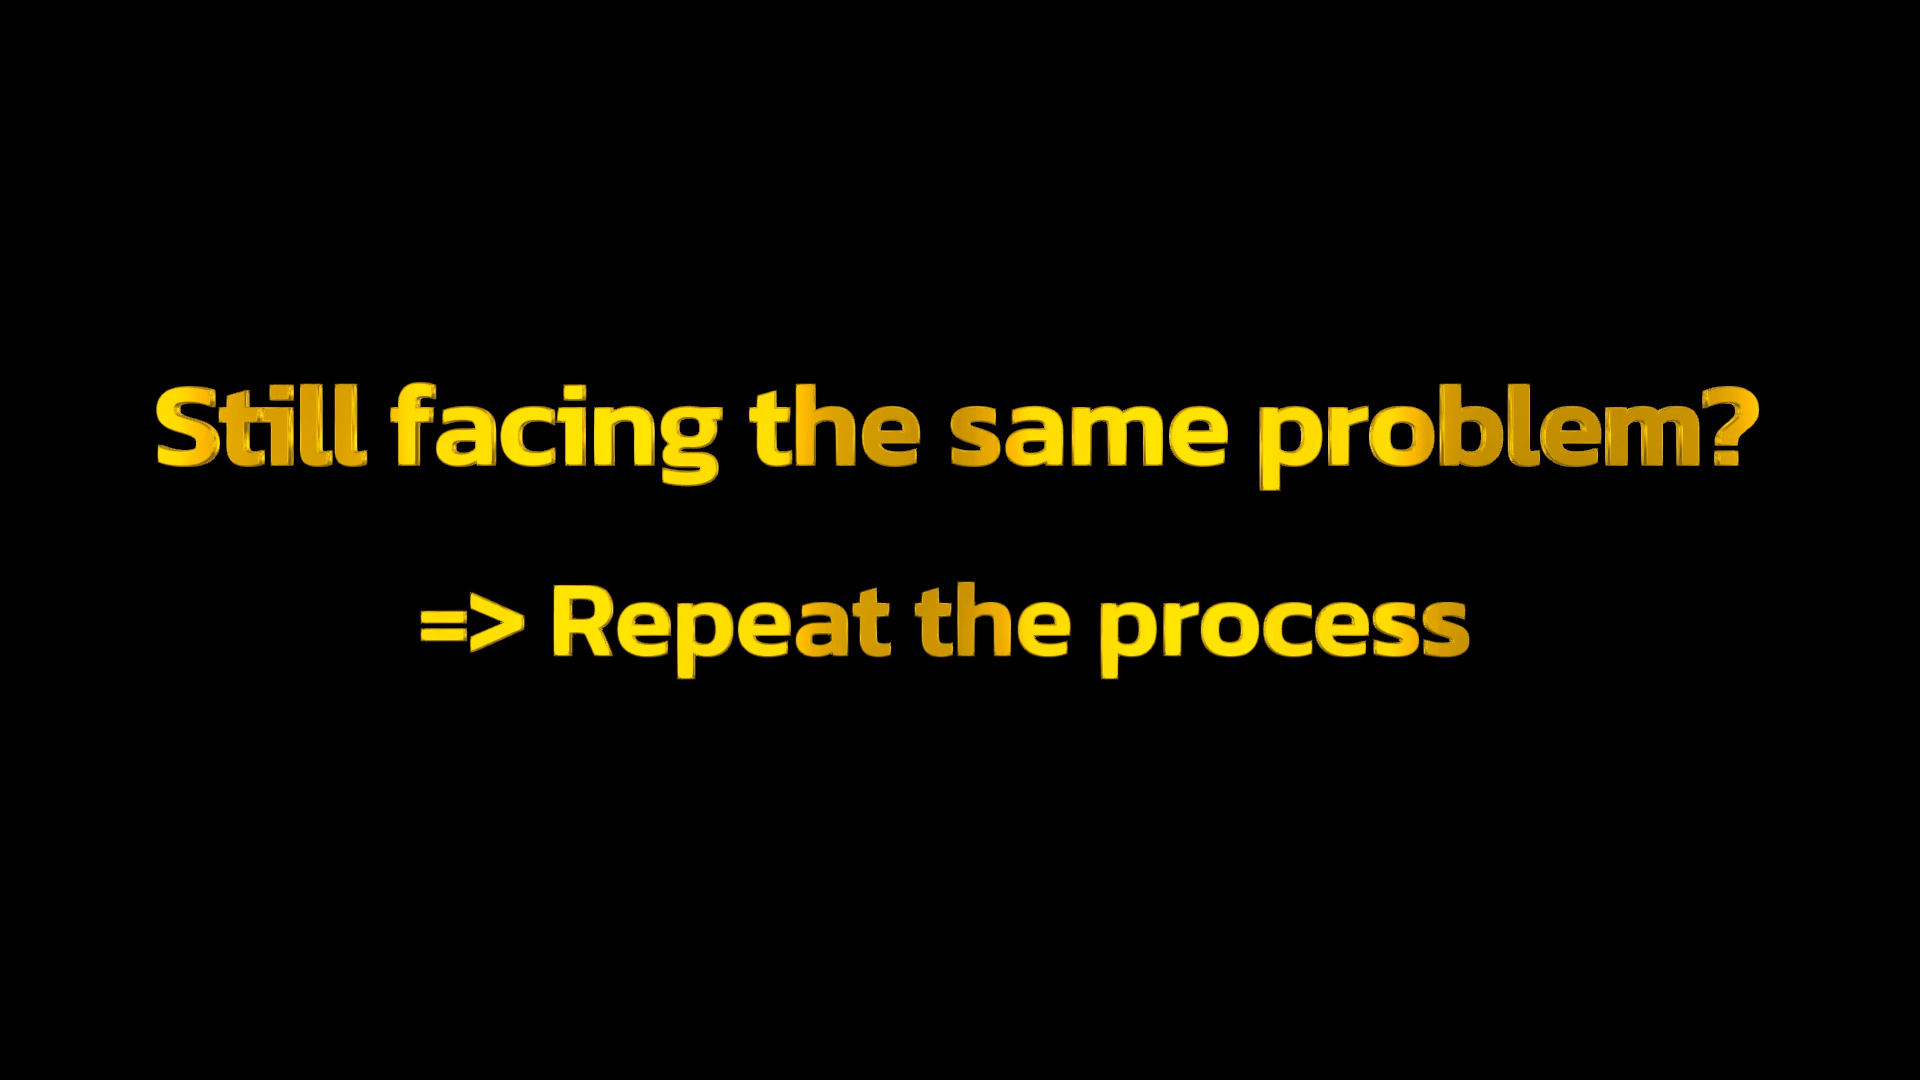 Still facing the same problem?
=> Repeat the process